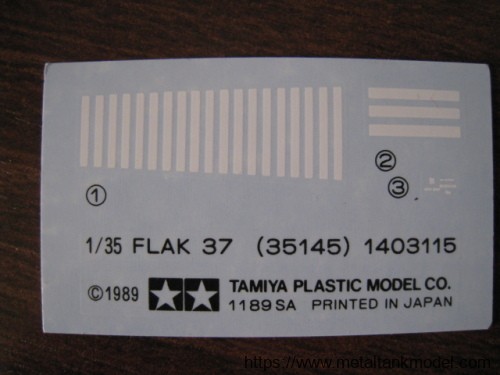 ①
②
③
1/35 FLAK 37 (35145) 1403115
©1989 TAMIYA PLASTIC MODEL CO.
1189 SA PRINTED IN JAPAN
https://www.metaltankmodel.com